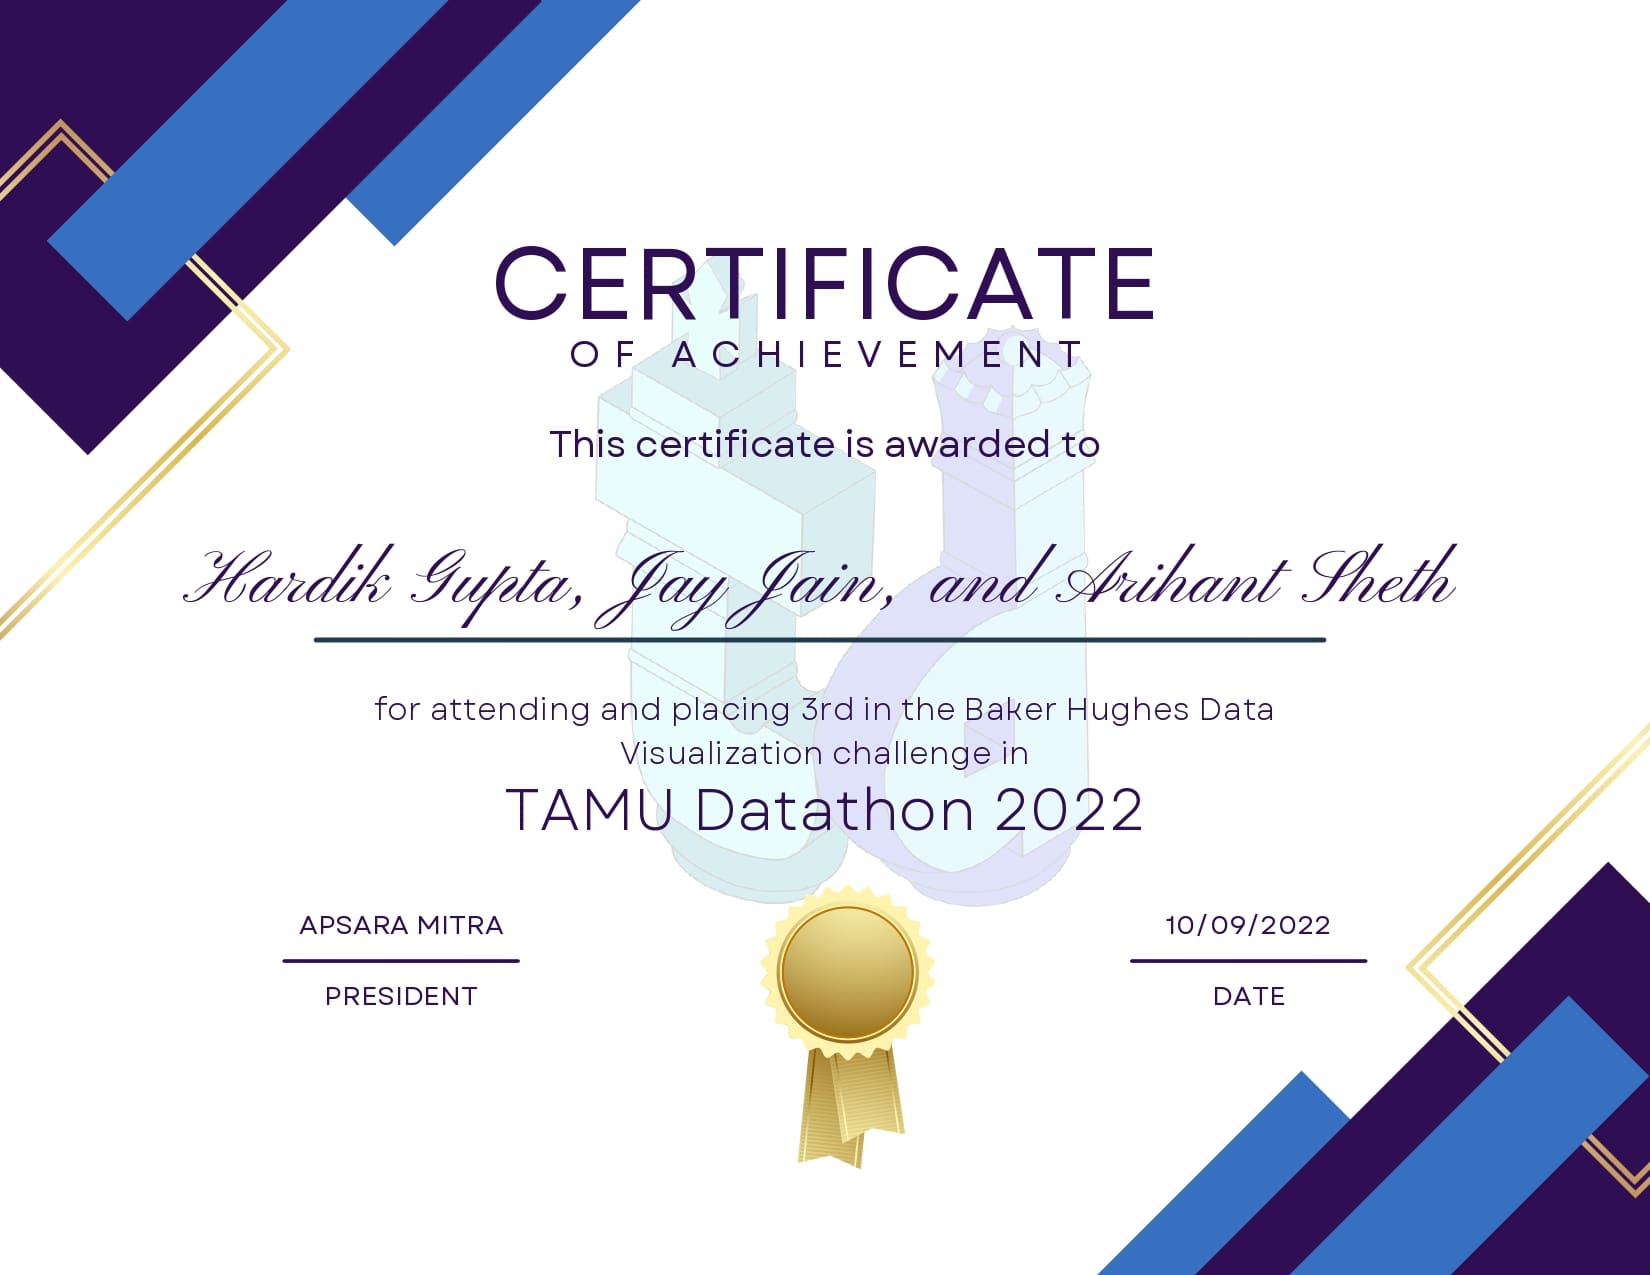 CERTIFICATE
OF ACHIEVEMENT
This certificate is awarded to
Hardik Gupta, Jay Jain, and Arihant Sheth
for attending and placing 3rd in the Baker Hughes Data
Visualization challenge in
TAMU Datathon 2022
APSARA MITRA
PRESIDENT
10/09/2022
DATE